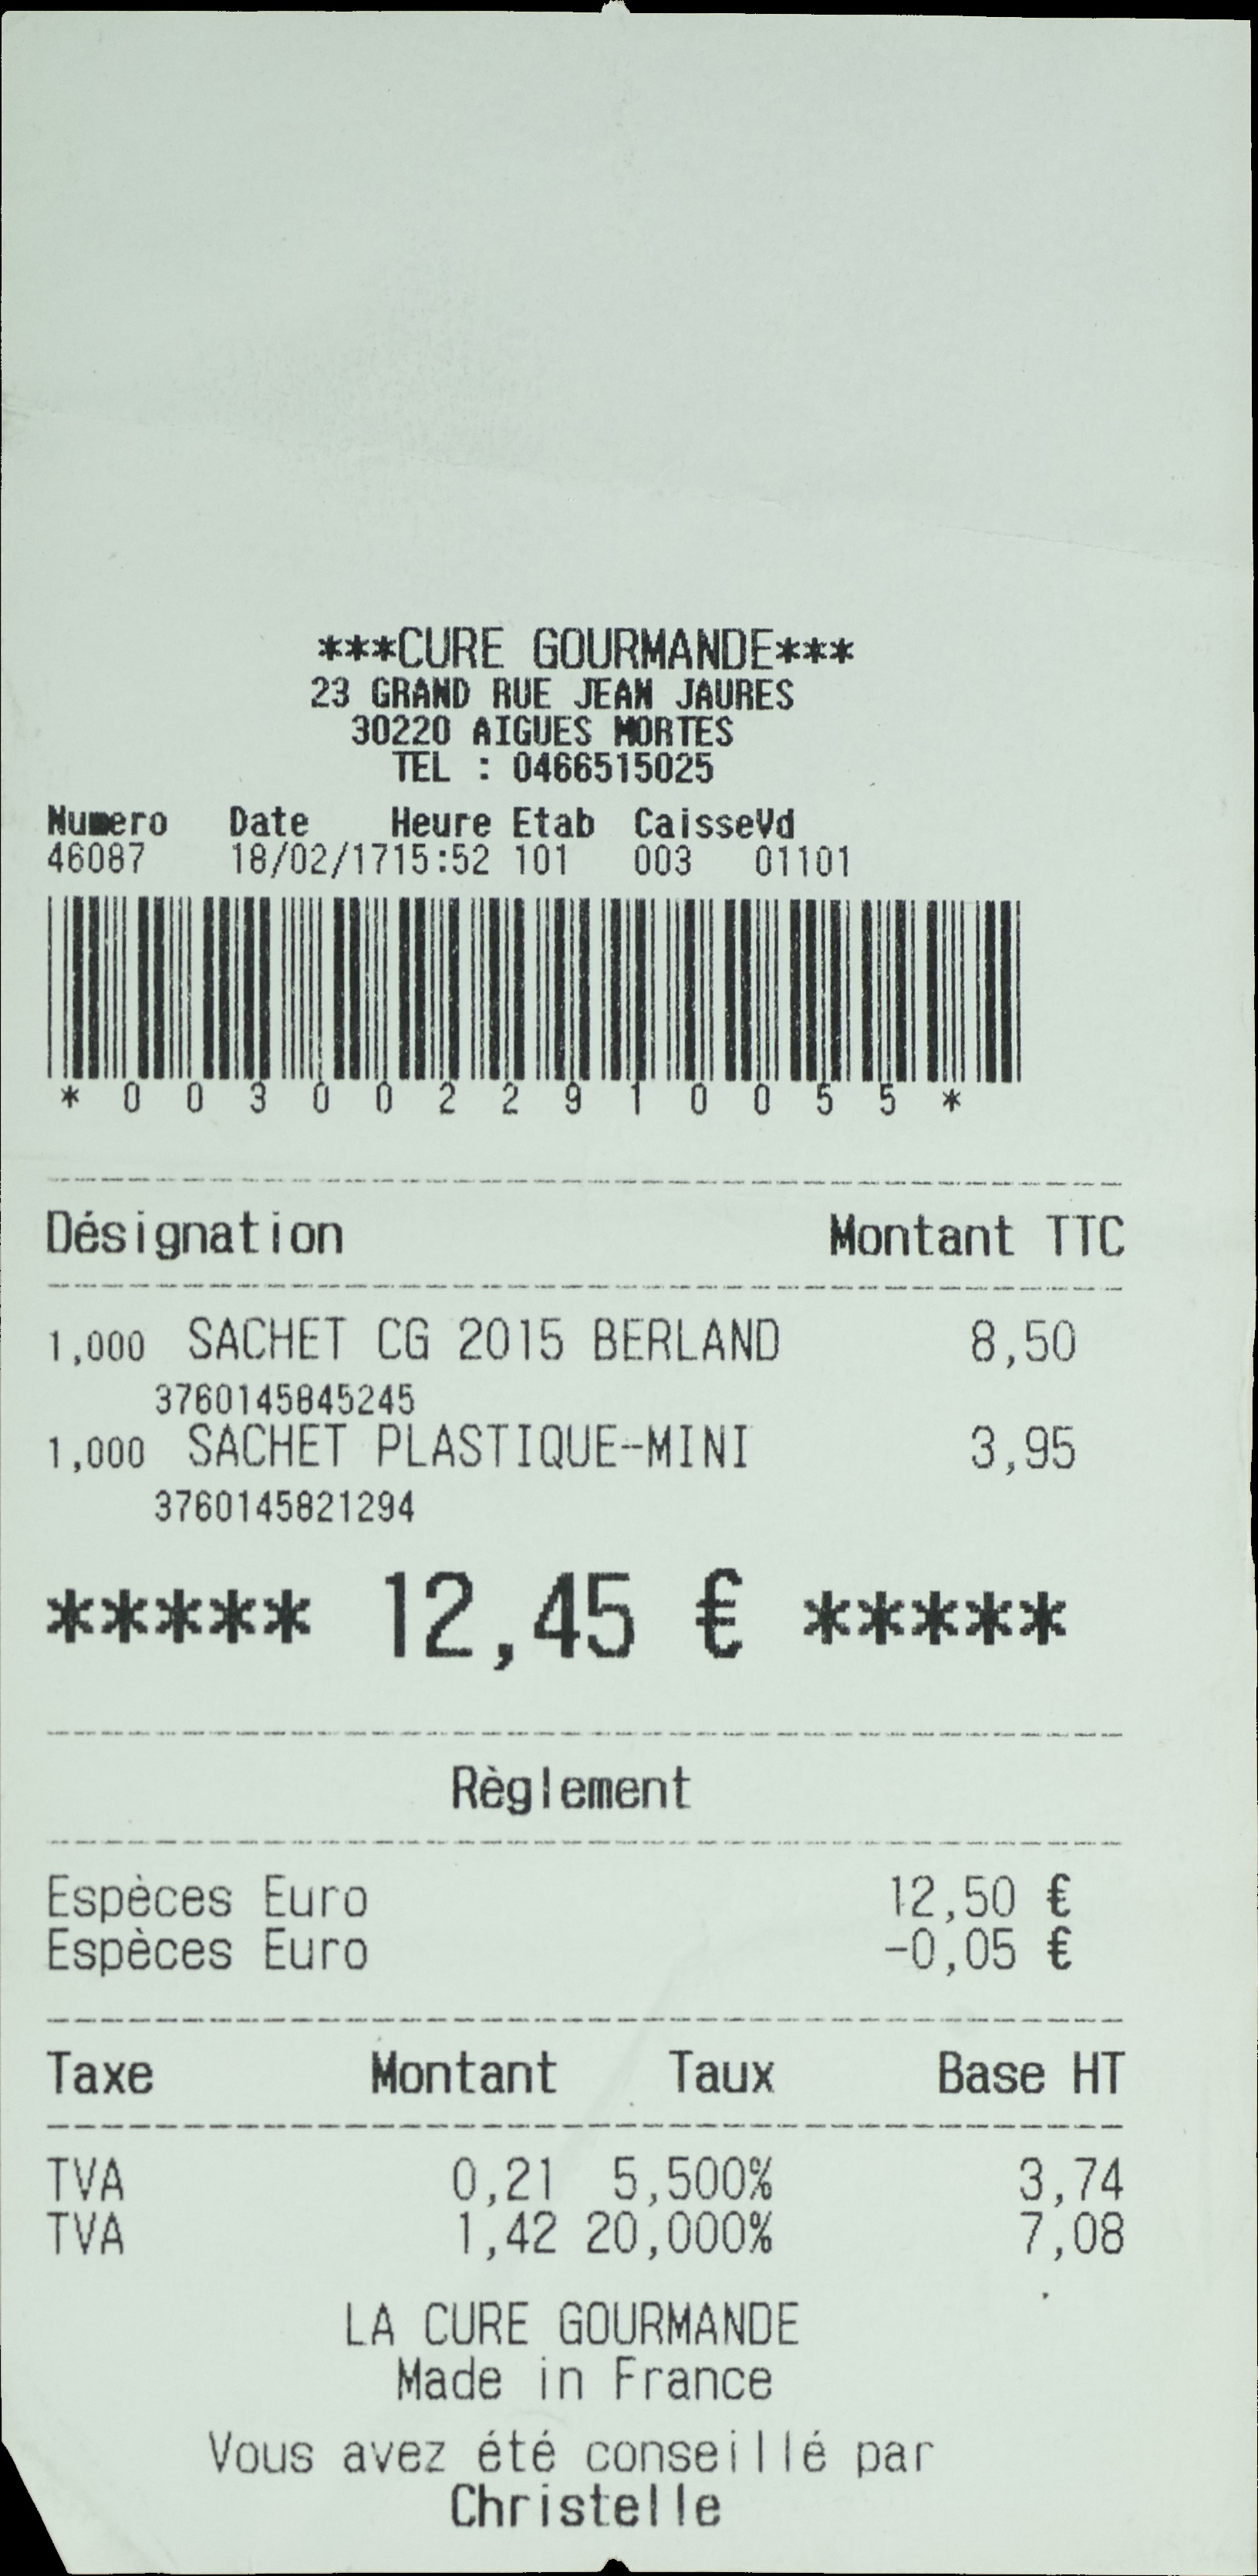 ***CURE GOURMANDE***
23 GRAND RUE JEAN JAURES
30220 AIGUES MORTES
TEL : 0466515025
Numero Date Heure Etab CaisseVd
46087 18/02/1715:52 101 003 01101
* 0 0 3 0 0 2 2 9 1 0 0 5 5 *
Désignation Montant TTC
1,000 SACHET CG 2015 BERLAND 8,50
3760145845245
1,000 SACHET PLASTIQUE-MINI 3,95
3760145821294
***** 12,45 € *****
Règlement
Espèces Euro 12,50 €
Espèces Euro -0,05 €
Taxe Montant Taux Base HT
TVA 0,21 5,500% 3,74
TVA 1,42 20,000% 7,08
LA CURE GOURMANDE
Made in France
Vous avez été conseillé par
Christelle